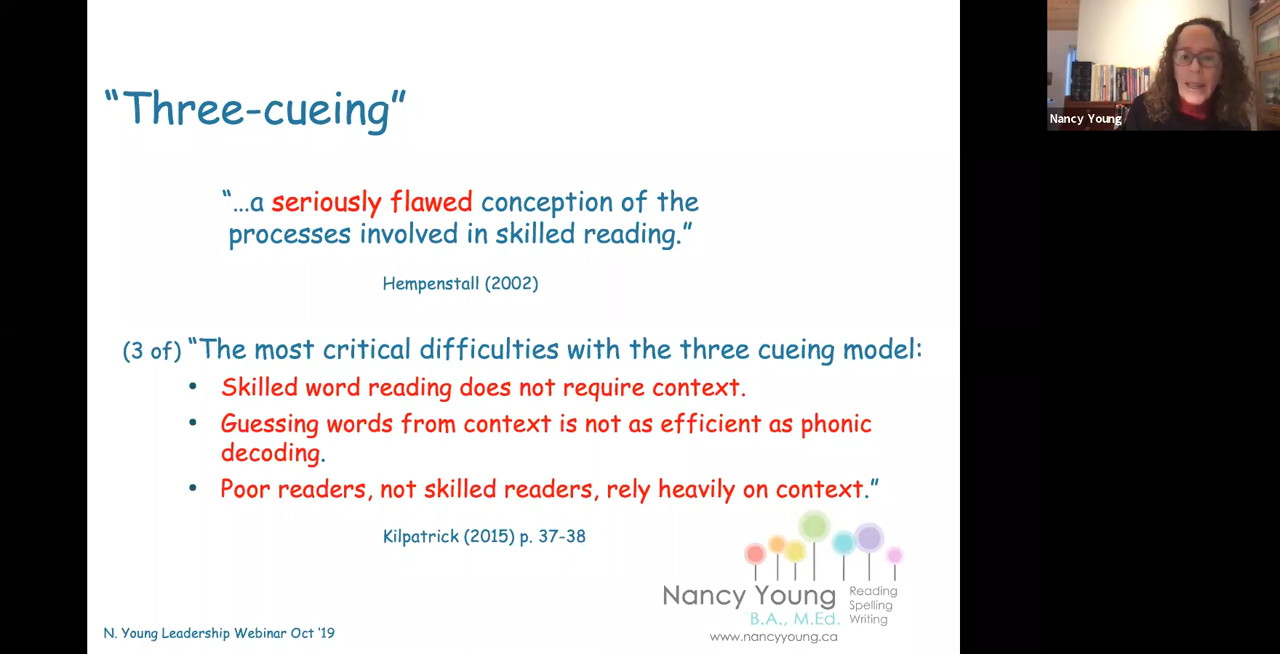 “Three-cueing”
“…a seriously flawed conception of the
processes involved in skilled reading.”
Hempenstall (2002)
(3 of) “The most critical difficulties with the three cueing model:
• Skilled word reading does not require context.
• Guessing words from context is not as efficient as phonic
decoding.
• Poor readers, not skilled readers, rely heavily on context.”
Kilpatrick (2015) p. 37-38
Nancy Young
B.A., M.Ed.
Reading
Spelling
Writing
www.nancyyoung.ca
N. Young Leadership Webinar Oct ‘19
Nancy Young